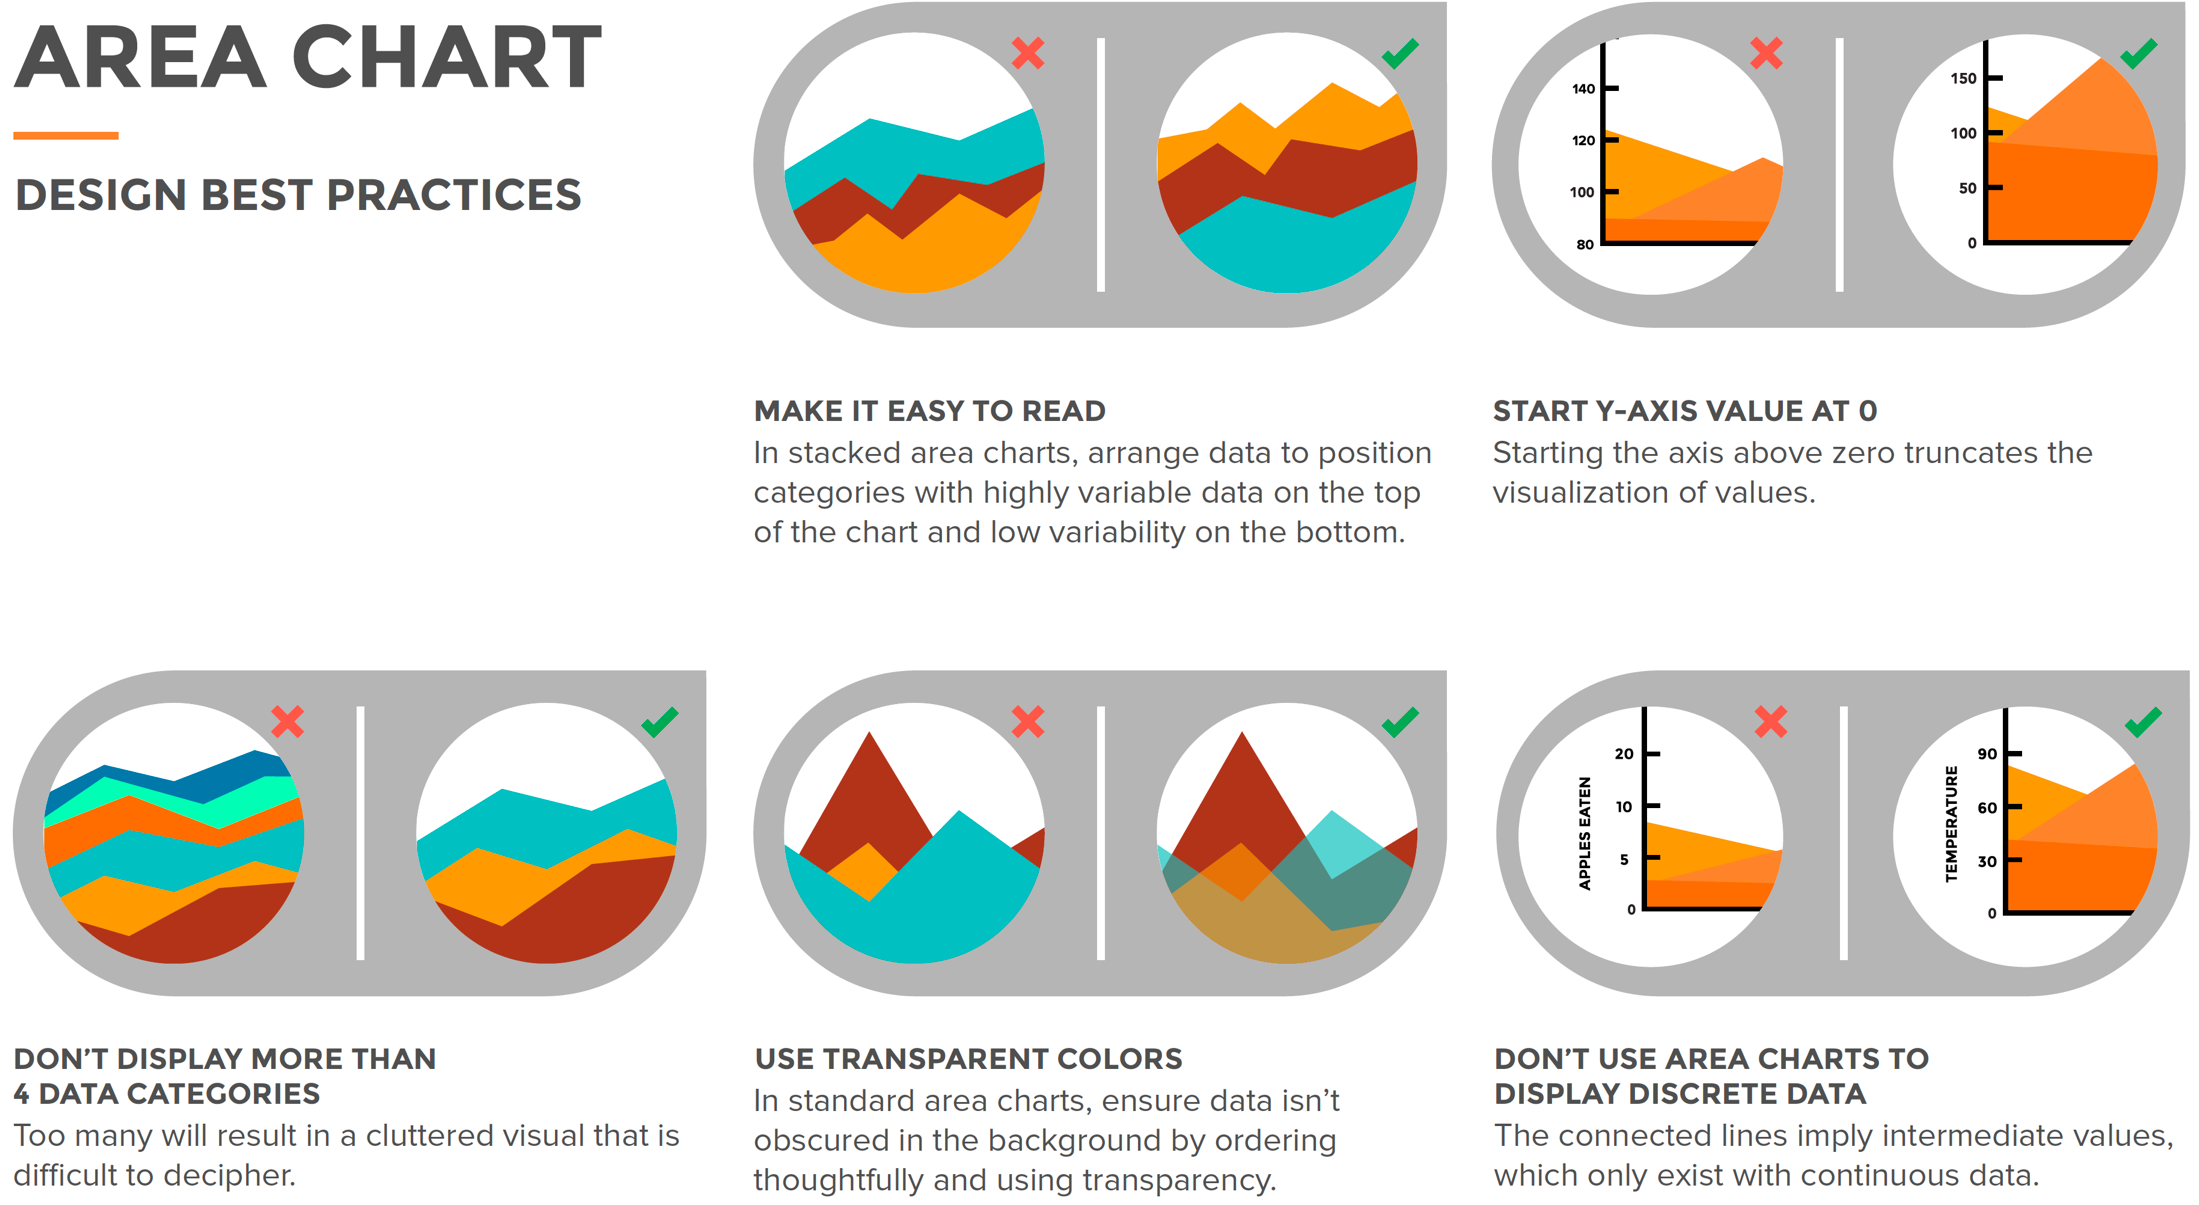 AREA CHART
DESIGN BEST PRACTICES
140
120
100
80
150
100
50
0
MAKE IT EASY TO READ
In stacked area charts, arrange data to position
categories with highly variable data on the top
of the chart and low variability on the bottom.
START Y-AXIS VALUE AT 0
Starting the axis above zero truncates the
visualization of values.
APPLES EATEN
20
10
5
0
TEMPERATURE
90
60
30
0
DON'T DISPLAY MORE THAN
4 DATA CATEGORIES
Too many will result in a cluttered visual that is
difficult to decipher.
USE TRANSPARENT COLORS
In standard area charts, ensure data isn't
obscured in the background by ordering
thoughtfully and using transparency.
DON'T USE AREA CHARTS TO
DISPLAY DISCRETE DATA
The connected lines imply intermediate values,
which only exist with continuous data.